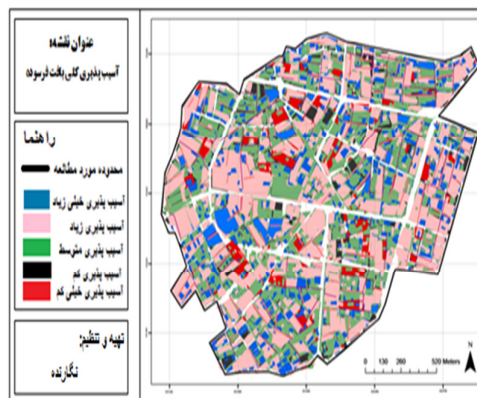 عنوان نقشه:
آسیب پذیری کلی بافت فرسوده
راهنما
محدوده مورد مطالعه
آسیب پذیری خیلی زیاد
آسیب پذیری زیاد
آسیب پذیری متوسط
آسیب پذیری کم
آسیب پذیری خیلی کم
تهیه و تنظیم:
نگارنده
N
0 130 260 520 Meters